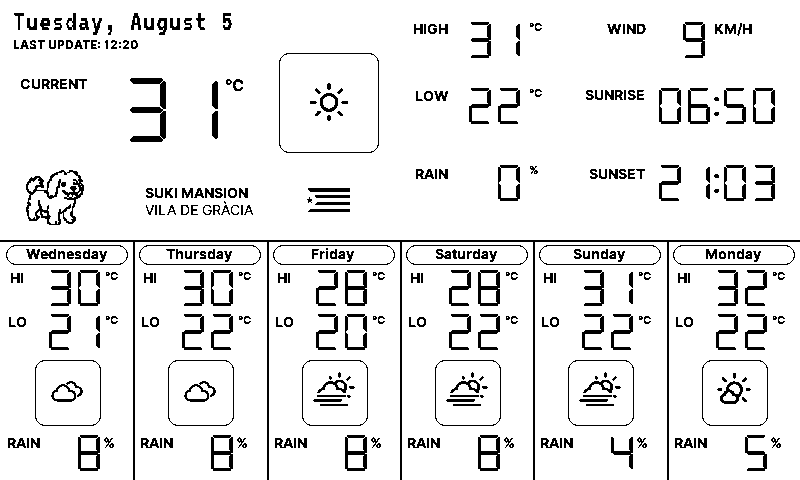 Tuesday, August 5
LAST UPDATE: 12:20
CURRENT 31 °C
SUKI MANSION
VILA DE GRÀCIA
HIGH 31 °C
WIND 9 KM/H
LOW 22 °C
SUNRISE 06:50
RAIN 0 %
SUNSET 21:03
Wednesday
HI 30 °C
LO 21 °C
RAIN 8 %
Thursday
HI 30 °C
LO 22 °C
RAIN 8 %
Friday
HI 28 °C
LO 20 °C
RAIN 8 %
Saturday
HI 28 °C
LO 22 °C
RAIN 8 %
Sunday
HI 31 °C
LO 22 °C
RAIN 4 %
Monday
HI 32 °C
LO 22 °C
RAIN 5 %